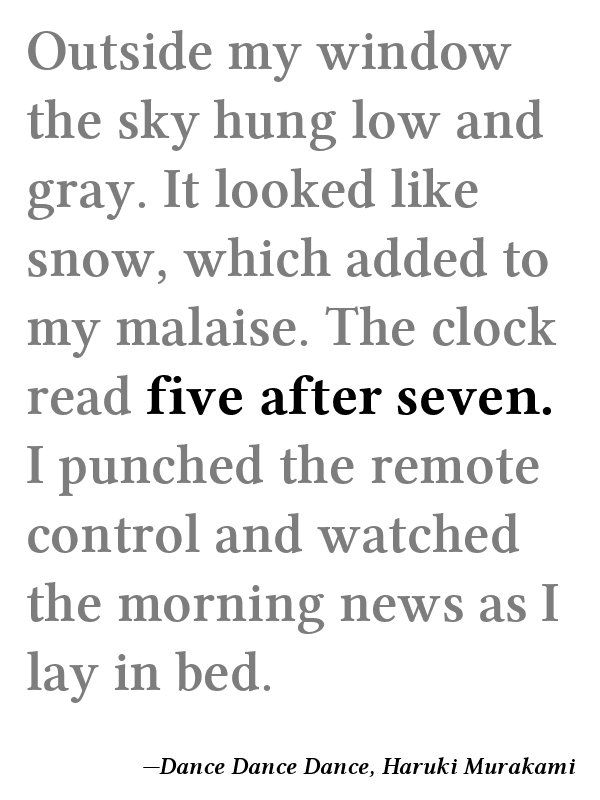 Outside my window
the sky hung low and
gray. It looked like
snow, which added to
my malaise. The clock
read five after seven.
I punched the remote
control and watched
the morning news as I
lay in bed.
—Dance Dance Dance, Haruki Murakami